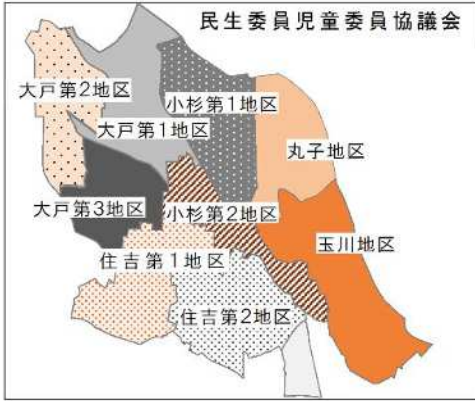 民生委員児童委員協議会
大戸第2地区
小杉第1地区
大戸第1地区
丸子地区
大戸第3地区
小杉第2地区
玉川地区
住吉第1地区
住吉第2地区